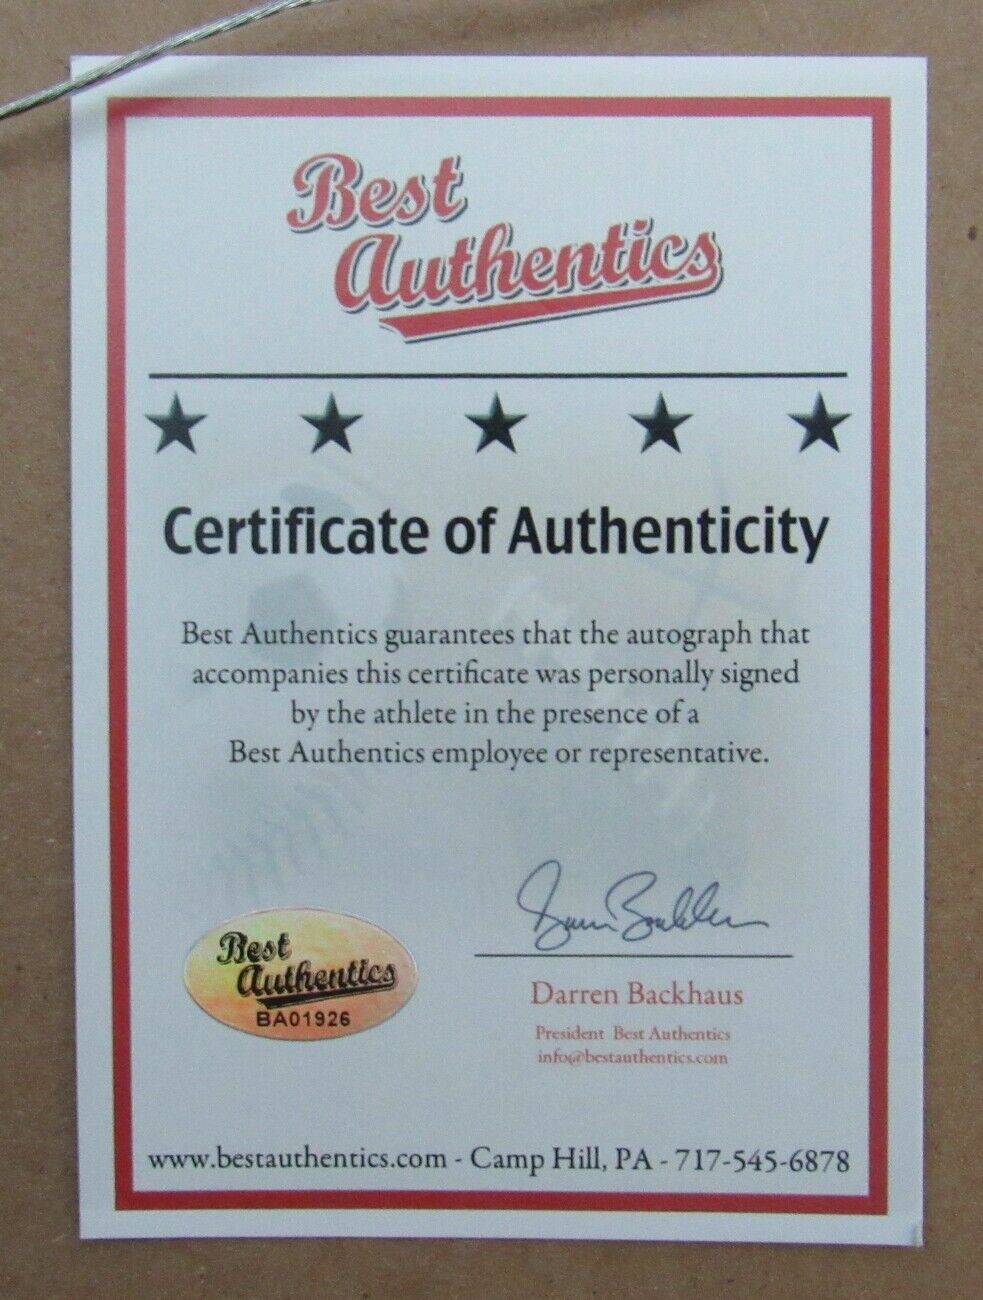 Best
Authentics
Certificate of Authenticity
Best Authentics guarantees that the autograph that
accompanies this certificate was personally signed
by the athlete in the presence of a
Best Authentics employee or representative.
Best
Authentics
BA01926
Darren Backhaus
President Best Authentics
info@bestauthentics.com
www.bestauthentics.com - Camp Hill, PA - 717-545-6878